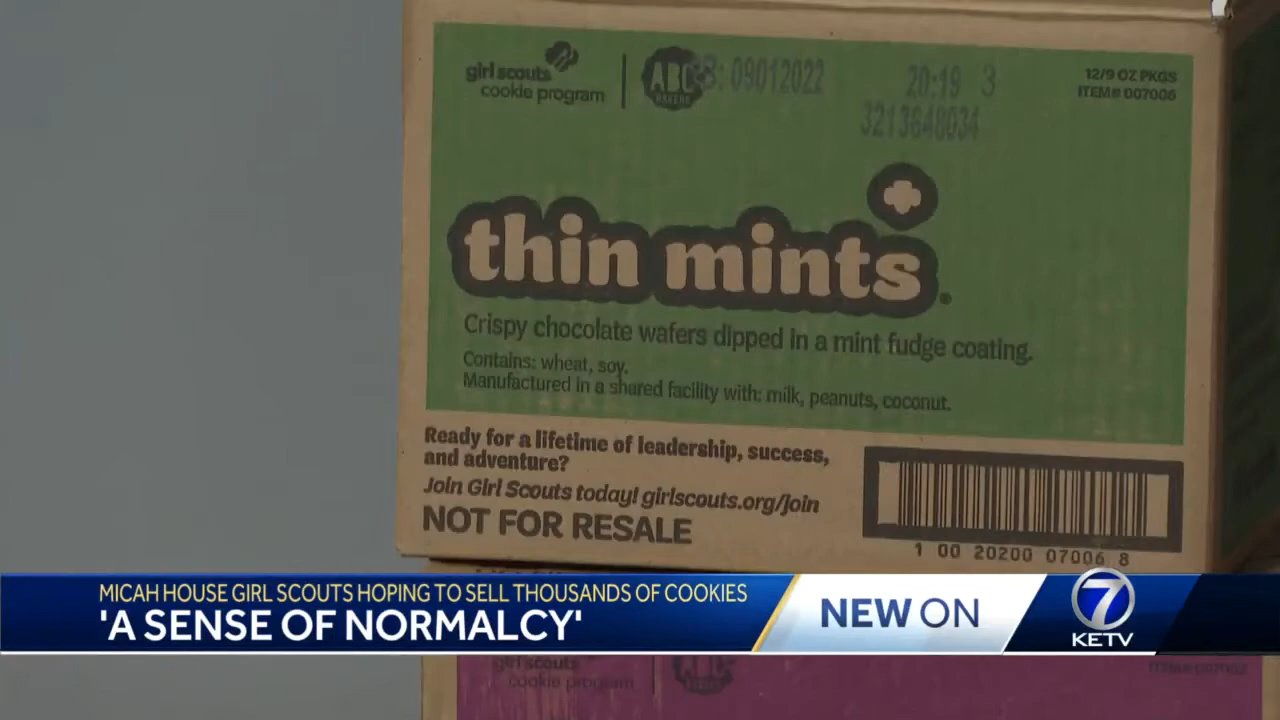 girl scouts
cookie program
ABC
BAKERS
B: 09012022
20:19 3
3213648034
12/9 OZ PKGS
ITEM# 007006
thin mints
Crispy chocolate wafers dipped in a mint fudge coating.
Contains: wheat, soy.
Manufactured in a shared facility with: milk, peanuts, coconut.
Ready for a lifetime of leadership, success,
and adventure?
Join Girl Scouts today! girlscouts.org/join
NOT FOR RESALE
1 00 20200 07006 8
MICAH HOUSE GIRL SCOUTS HOPING TO SELL THOUSANDS OF COOKIES
'A SENSE OF NORMALCY'
NEW ON
7
KETV
girl scouts
cookie program
ABC